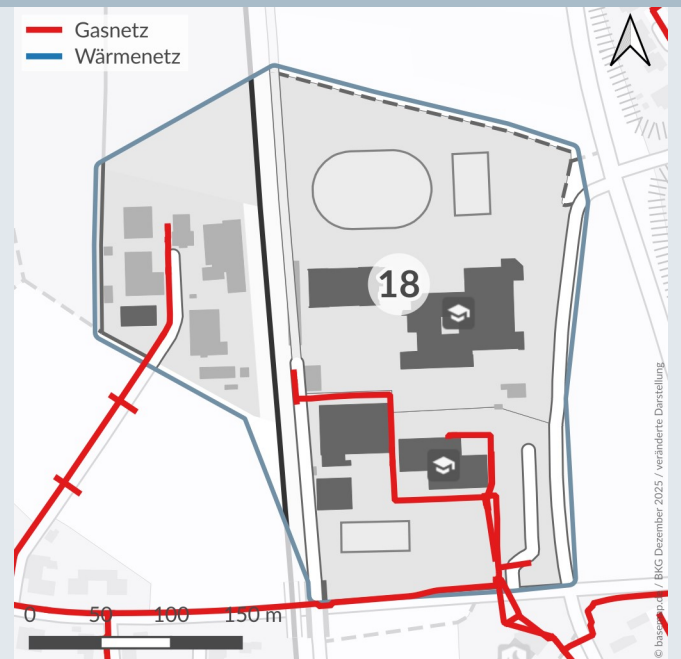 Gasnetz
Wärmenetz
18
0 50 100 150 m
© basemap.de / BKG Dezember 2025 / veränderte Darstellung